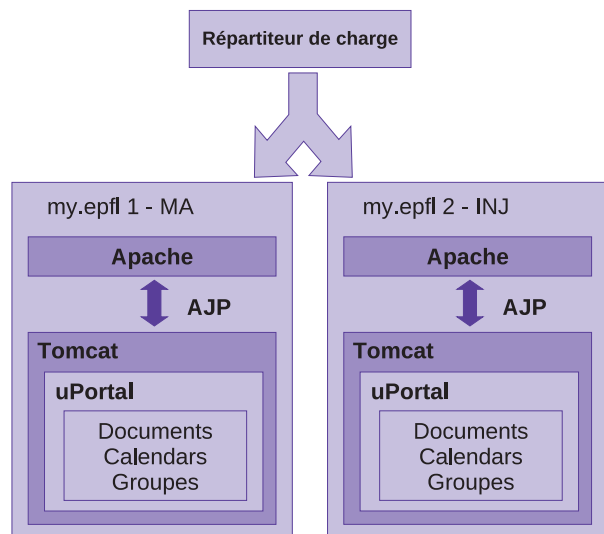 Répartiteur de charge
my.epfl 1 - MA
Apache
AJP
Tomcat
uPortal
Documents
Calendars
Groupes
my.epfl 2 - INJ
Apache
AJP
Tomcat
uPortal
Documents
Calendars
Groupes